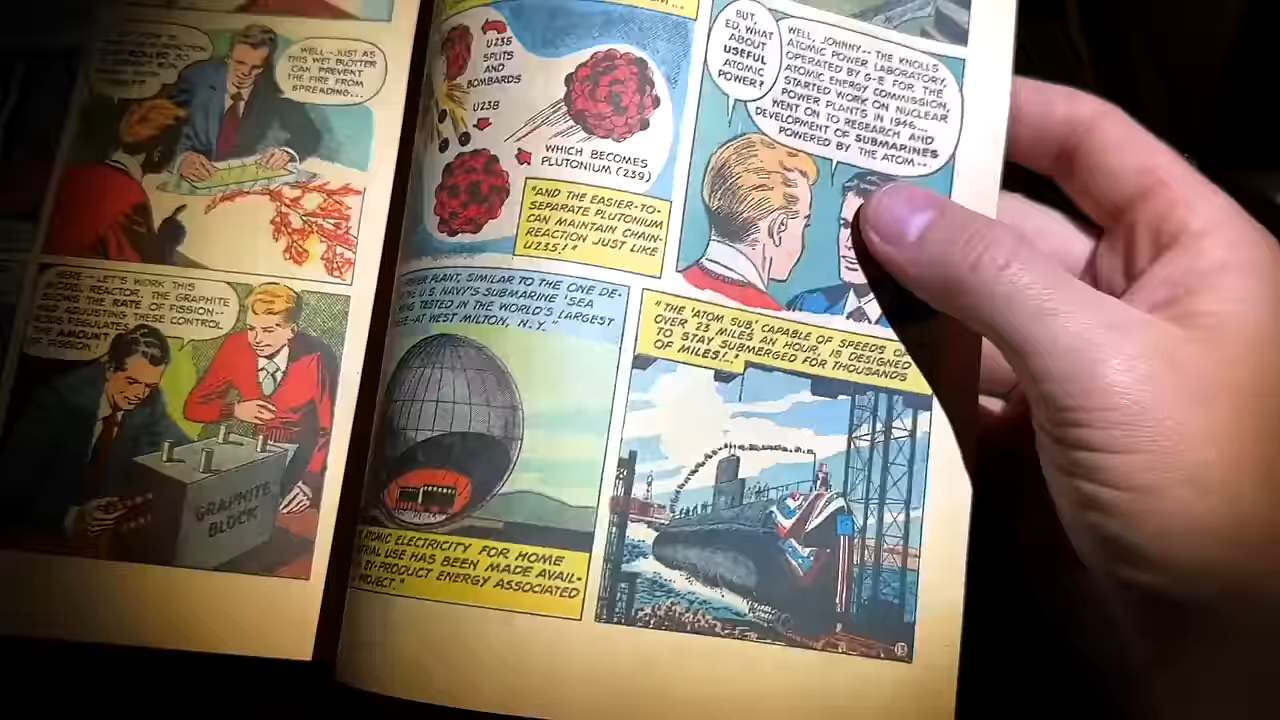 REACTION
WELL--JUST AS
THIS WET BLOTTER
CAN PREVENT
THE FIRE FROM
SPREADING...
HERE--LET'S WORK THIS
MODEL REACTOR. THE GRAPHITE
SLOWS THE RATE OF FISSION--
AND ADJUSTING THESE CONTROL
RODS REGULATES
THE AMOUNT
OF FISSION!
GRAPHITE
BLOCK
U235
SPLITS
AND
BOMBARDS
U238
WHICH BECOMES
PLUTONIUM (239)
"AND THE EASIER-TO-
SEPARATE PLUTONIUM
CAN MAINTAIN CHAIN-
REACTION JUST LIKE
U235!"
BUT,
ED, WHAT
ABOUT
USEFUL
ATOMIC
POWER?
WELL, JOHNNY-- THE KNOLLS
ATOMIC POWER LABORATORY,
OPERATED BY G-E FOR THE
ATOMIC ENERGY COMMISSION,
STARTED WORK ON NUCLEAR
POWER PLANTS IN 1946...
WENT ON TO RESEARCH AND
DEVELOPMENT OF SUBMARINES
POWERED BY THE ATOM--
PLANT, SIMILAR TO THE ONE DE-
U.S. NAVY'S SUBMARINE 'SEA
TESTED IN THE WORLD'S LARGEST
--AT WEST MILTON, N.Y."
ATOMIC ELECTRICITY FOR HOME
USE HAS BEEN MADE AVAIL-
BY-PRODUCT ENERGY ASSOCIATED
PROJECT."
"THE 'ATOM SUB,' CAPABLE OF SPEEDS OF
OVER 23 MILES AN HOUR, IS DESIGNED
TO STAY SUBMERGED FOR THOUSANDS
OF MILES!..."
13